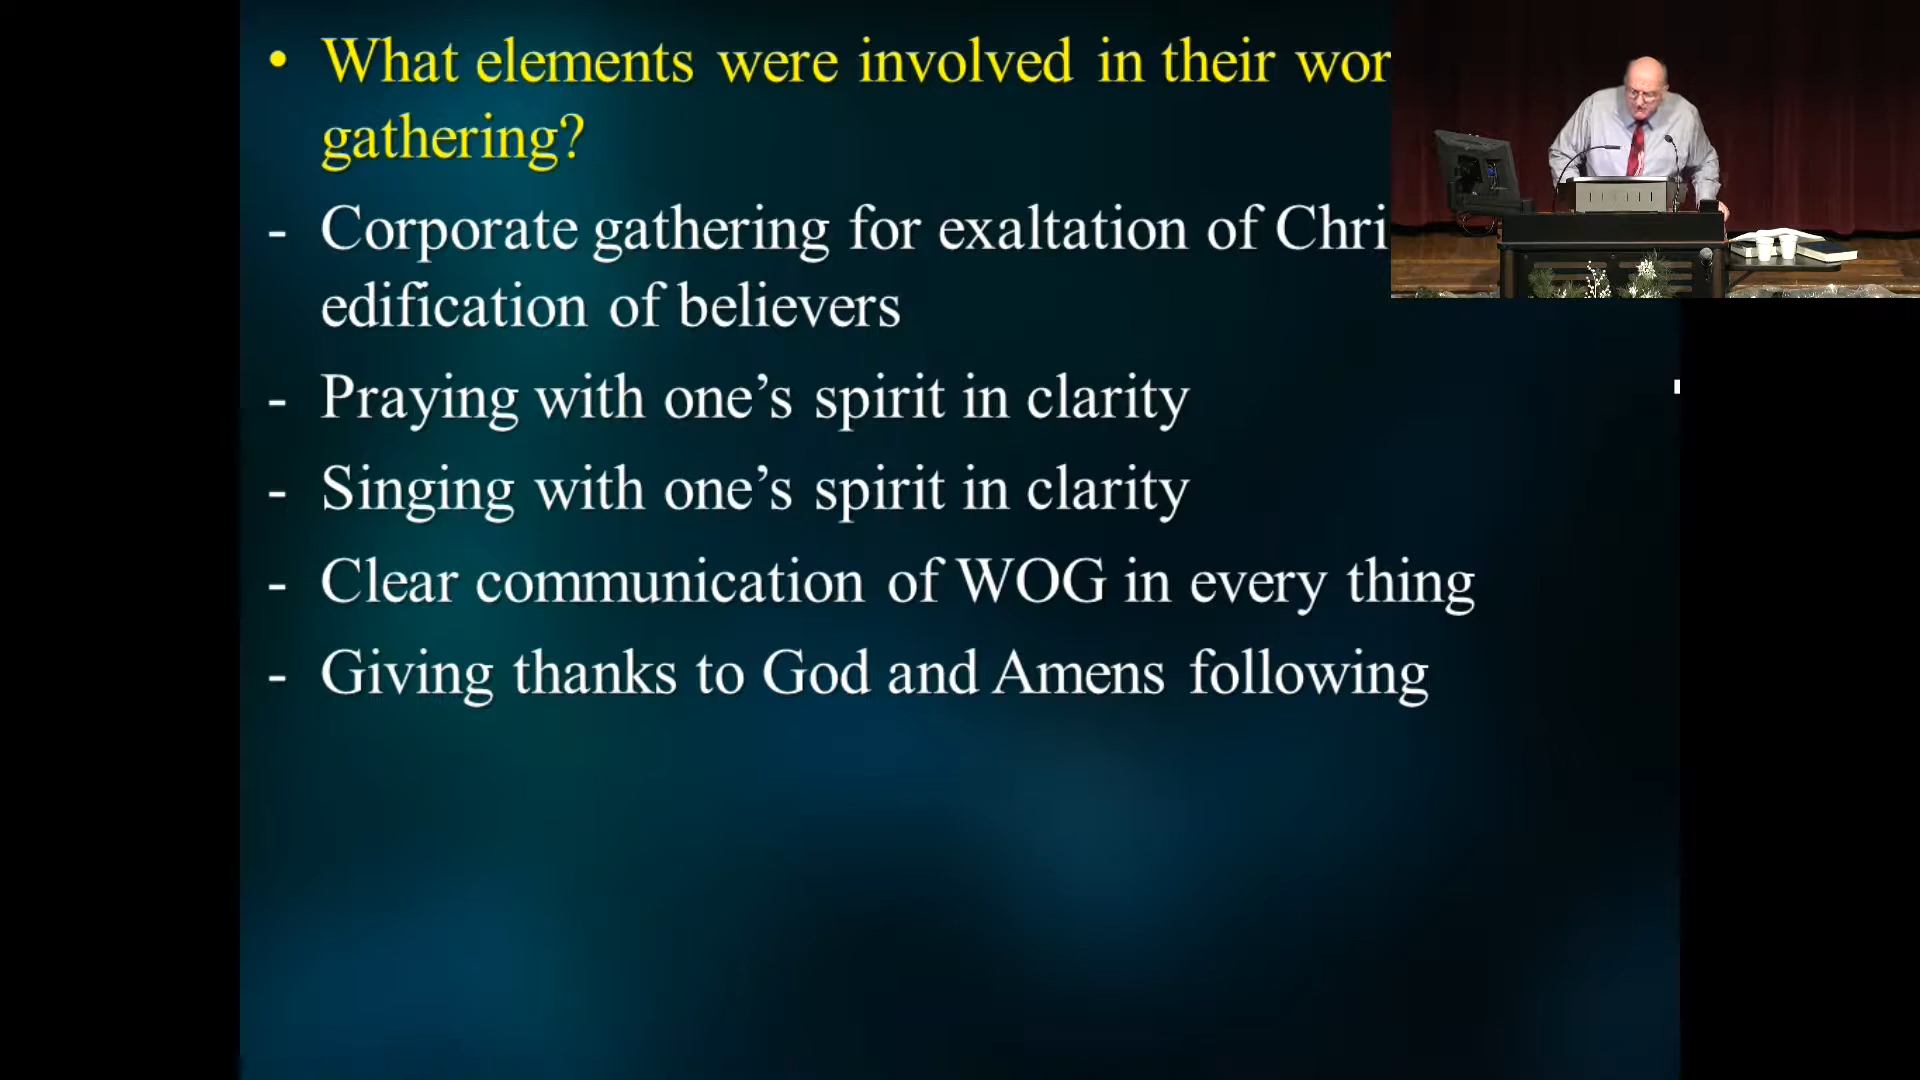 • What elements were involved in their
gathering?
- Corporate gathering for exaltation of
edification of believers
- Praying with one’s spirit in clarity
- Singing with one’s spirit in clarity
- Clear communication of WOG in every thing
- Giving thanks to God and Amens following